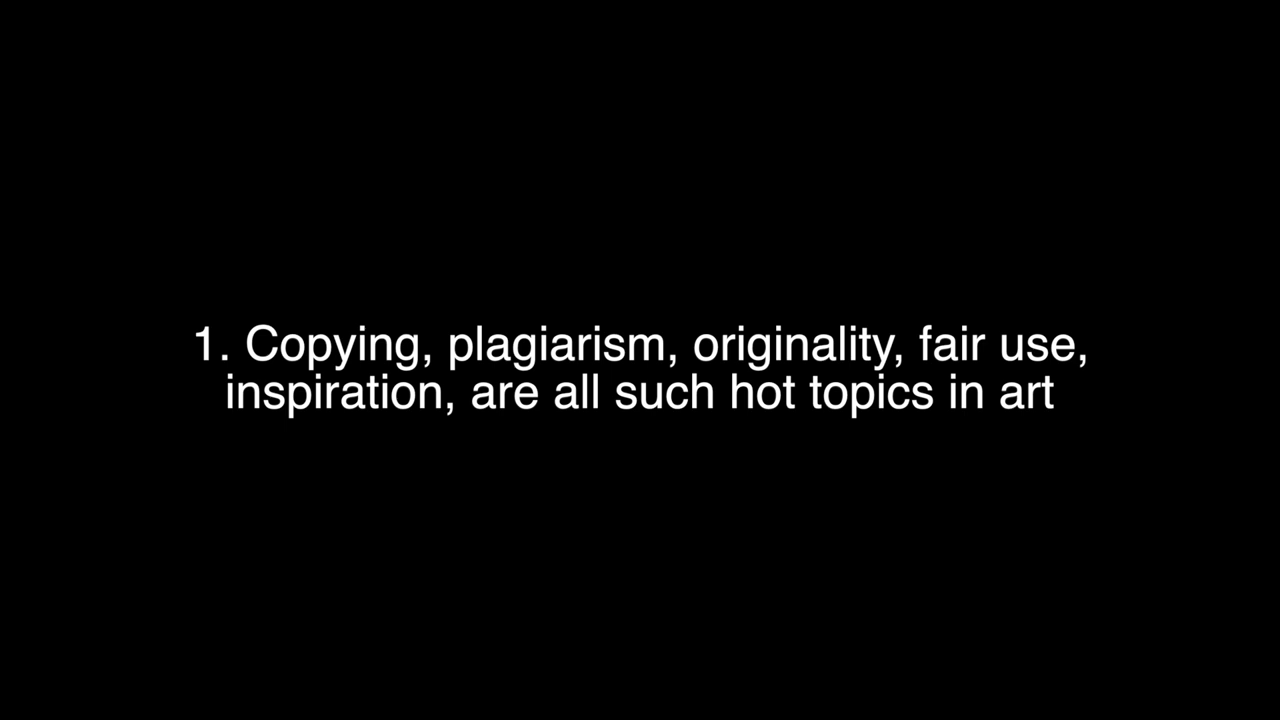 1. Copying, plagiarism, originality, fair use,
inspiration, are all such hot topics in art